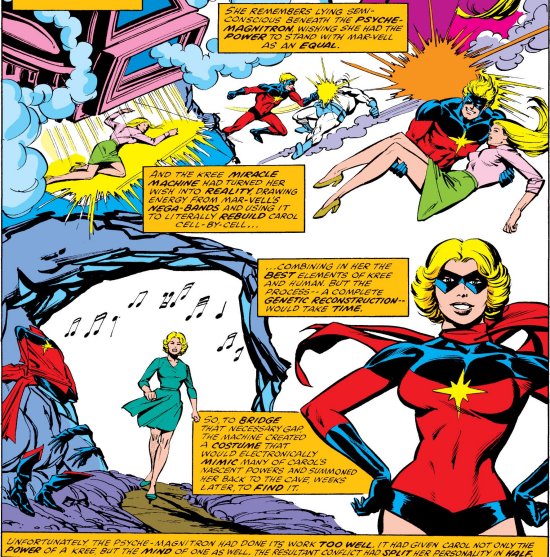 SHE REMEMBERS LYING SEMI-
CONSCIOUS BENEATH THE PSYCHE-
MAGNITRON, WISHING SHE HAD THE
POWER TO STAND WITH MAR-VELL
AS AN EQUAL.
AND THE KREE MIRACLE
MACHINE HAD TURNED HER
WISH INTO REALITY, DRAWING
ENERGY FROM MAR-VELL'S
NEGA-BANDS AND USING IT
TO LITERALLY REBUILD CAROL
CELL-BY-CELL...
...COMBINING IN HER THE
BEST ELEMENTS OF KREE
AND HUMAN. BUT THE
PROCESS--A COMPLETE
GENETIC RECONSTRUCTION--
WOULD TAKE TIME.
SO, TO BRIDGE
THAT NECESSARY GAP,
THE MACHINE CREATED
A COSTUME THAT
WOULD ELECTRONICALLY
MIMIC MANY OF CAROL'S
NASCENT POWERS AND SUMMONED
HER BACK TO THE CAVE, WEEKS
LATER, TO FIND IT.
UNFORTUNATELY THE PSYCHE-MAGNITRON HAD DONE ITS WORK TOO WELL. IT HAD GIVEN CAROL NOT ONLY THE
POWER OF A KREE, BUT THE MIND OF ONE AS WELL. THE RESULTANT CONFLICT HAD SPLIT HER PERSONALITY IN HALF.